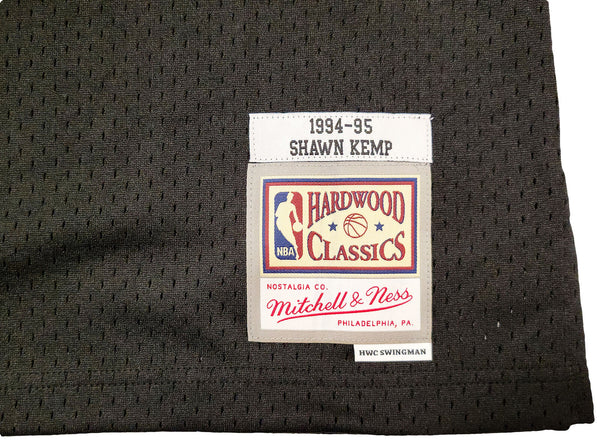 1994-95
SHAWN KEMP
NBA
HARDWOOD
CLASSICS
NOSTALGIA CO.
Mitchell & Ness
PHILADELPHIA, PA.
HWC SWINGMAN